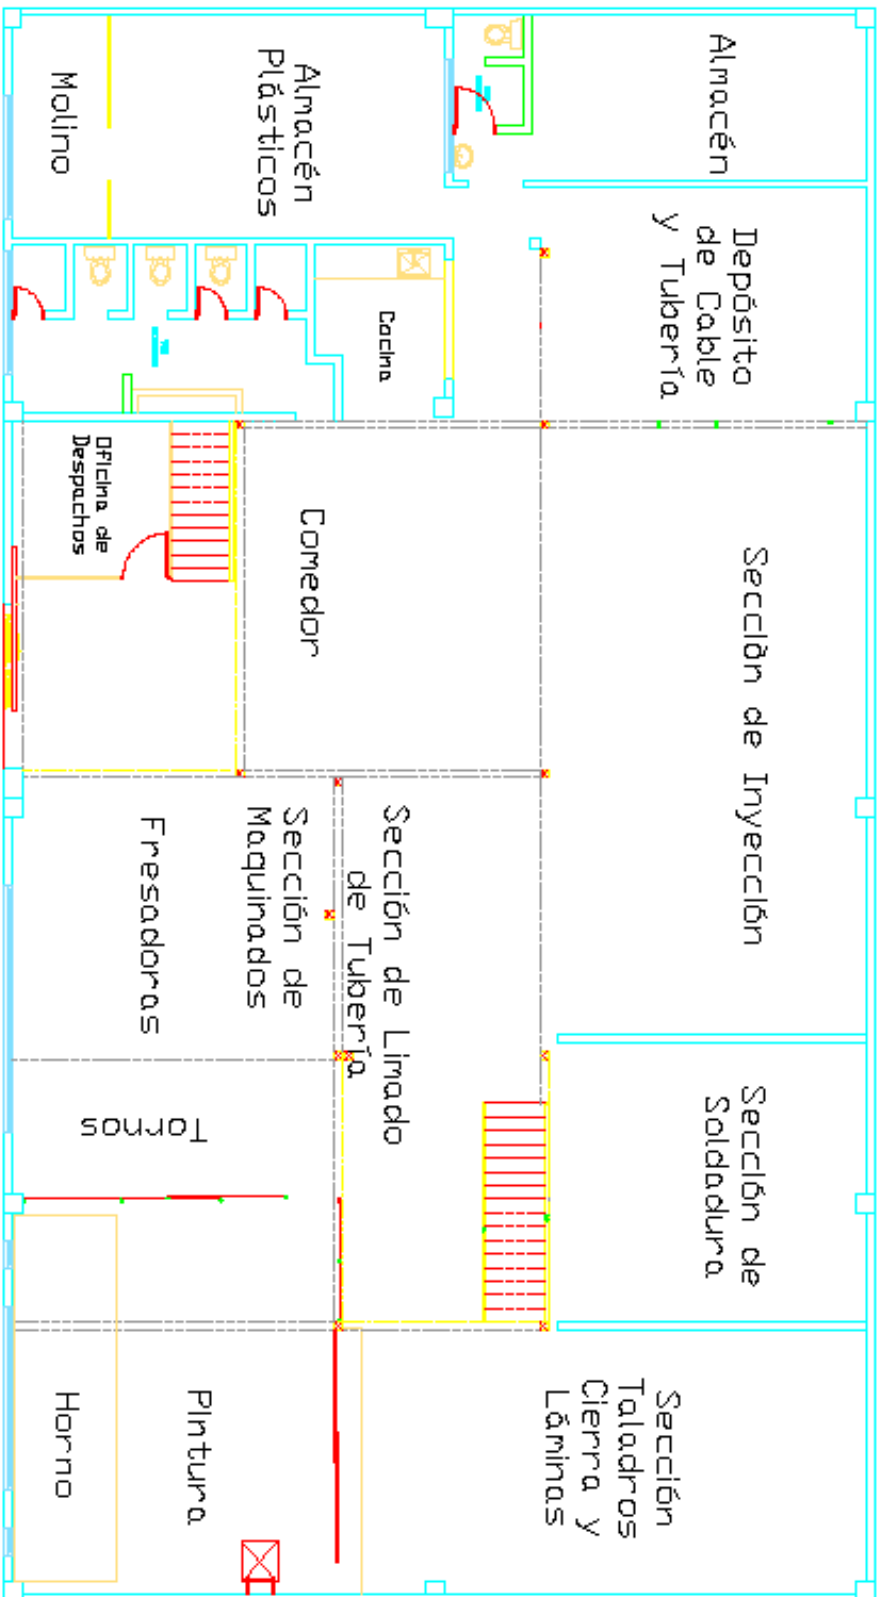 Almacén
Almacén
Plásticos
Molino
Depósito
de Cable
y Tubería
Cocina
Oficina de
Despachos
Comedor
Sección de Inyección
Sección de
Maquinados
Fresadoras
Sección de Limado
de Tubería
Tornos
Sección de
Soldadura
Sección
Taladros
Cierra y
Láminas
Pintura
Horno